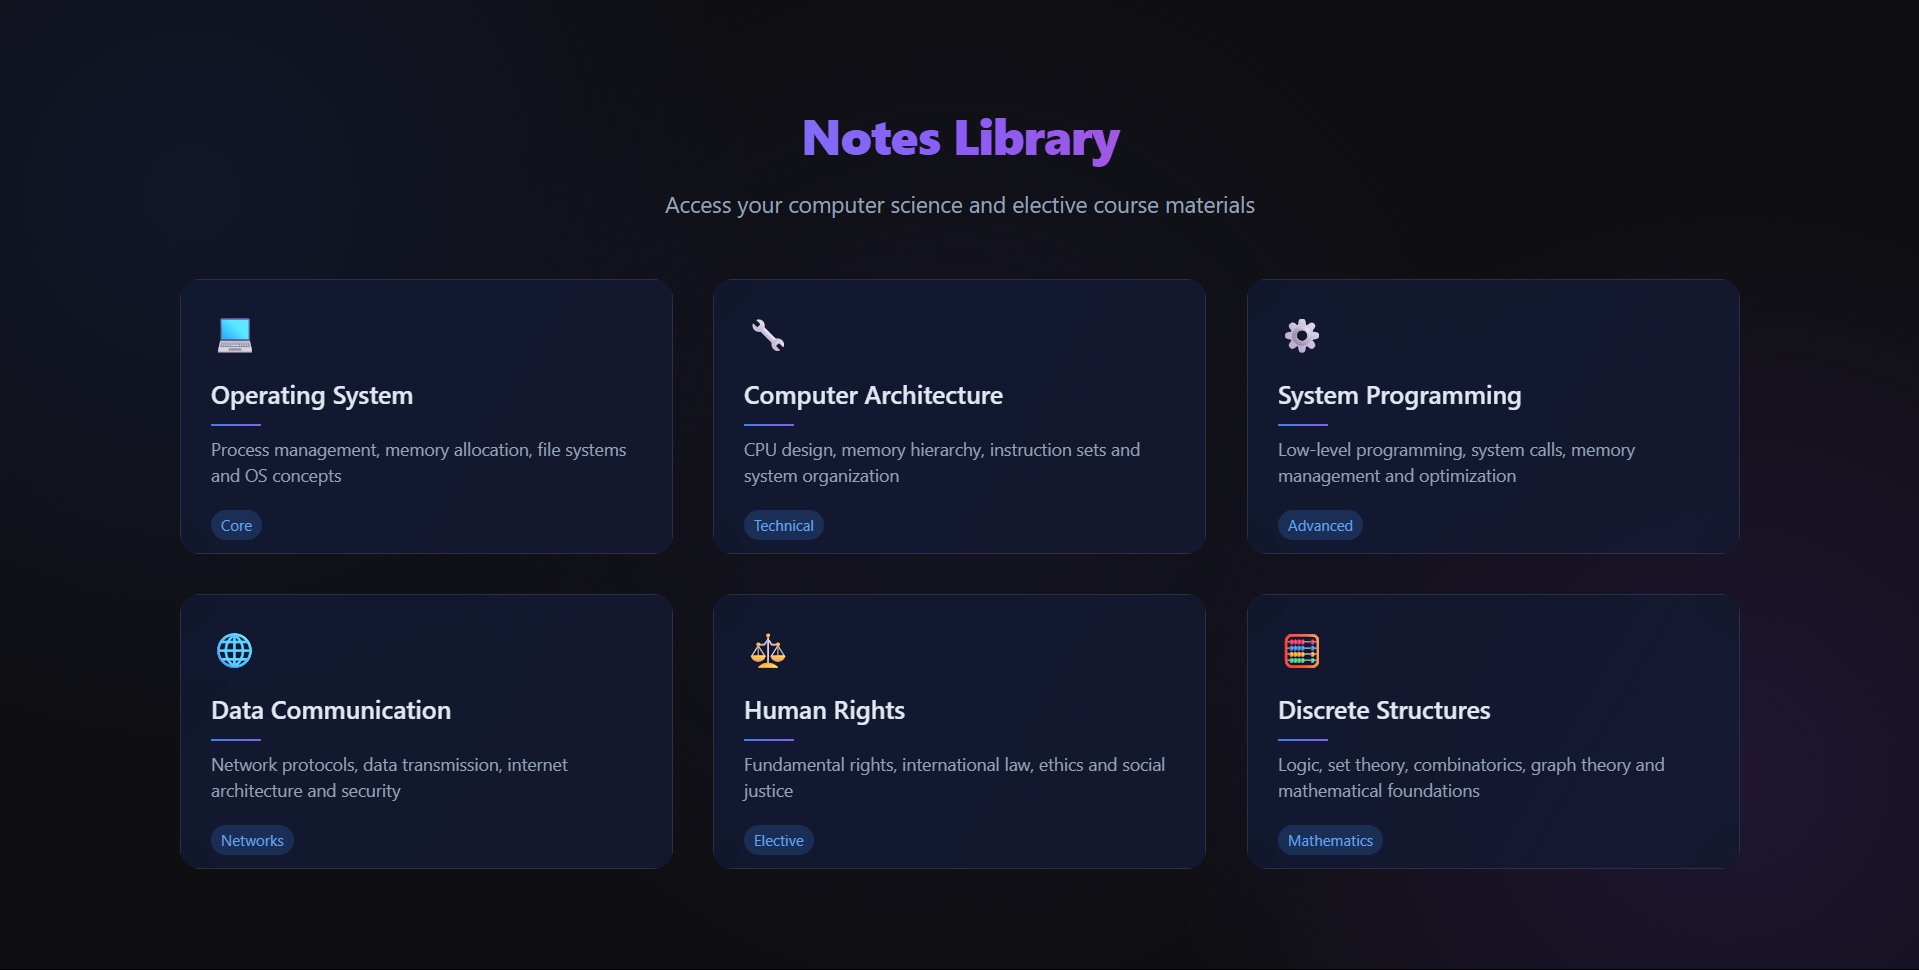 Notes Library
Access your computer science and elective course materials
Operating System
Process management, memory allocation, file systems
and OS concepts
Core
Computer Architecture
CPU design, memory hierarchy, instruction sets and
system organization
Technical
System Programming
Low-level programming, system calls, memory
management and optimization
Advanced
Data Communication
Network protocols, data transmission, internet
architecture and security
Networks
Human Rights
Fundamental rights, international law, ethics and social
justice
Elective
Discrete Structures
Logic, set theory, combinatorics, graph theory and
mathematical foundations
Mathematics